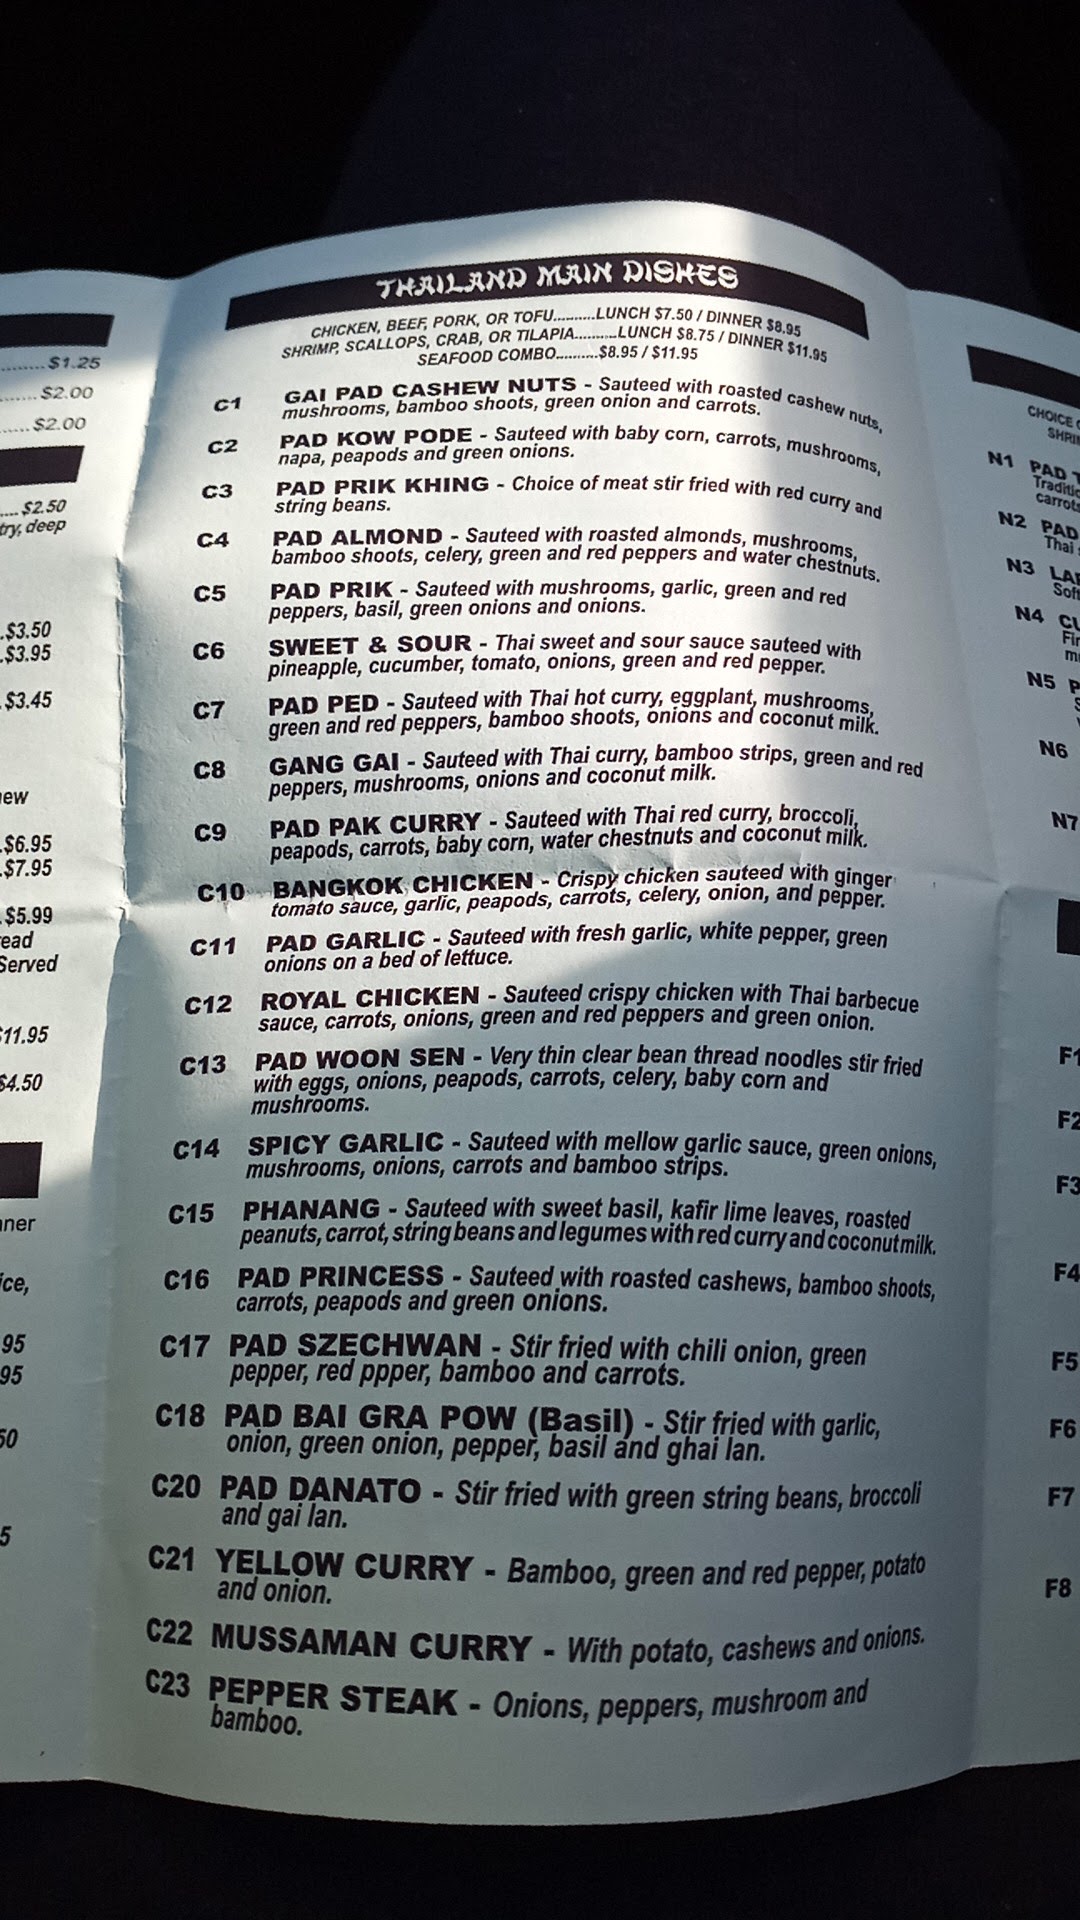 THAILAND MAIN DISHES
CHICKEN, BEEF, PORK, OR TOFU..........LUNCH $7.50 / DINNER $8.95
SHRIMP, SCALLOPS, CRAB, OR TILAPIA..........LUNCH $8.75 / DINNER $11.95
SEAFOOD COMBO..........$8.95 / $11.95
C1 GAI PAD CASHEW NUTS - Sauteed with roasted cashew nuts,
mushrooms, bamboo shoots, green onion and carrots.
C2 PAD KOW PODE - Sauteed with baby corn, carrots, mushrooms,
napa, peapods and green onions.
C3 PAD PRIK KHING - Choice of meat stir fried with red curry and
string beans.
C4 PAD ALMOND - Sauteed with roasted almonds, mushrooms,
bamboo shoots, celery, green and red peppers and water chestnuts.
C5 PAD PRIK - Sauteed with mushrooms, garlic, green and red
peppers, basil, green onions and onions.
C6 SWEET & SOUR - Thai sweet and sour sauce sauteed with
pineapple, cucumber, tomato, onions, green and red pepper.
C7 PAD PED - Sauteed with Thai hot curry, eggplant, mushrooms,
green and red peppers, bamboo shoots, onions and coconut milk.
C8 GANG GAI - Sauteed with Thai curry, bamboo strips, green and red
peppers, mushrooms, onions and coconut milk.
C9 PAD PAK CURRY - Sauteed with Thai red curry, broccoli,
peapods, carrots, baby corn, water chestnuts and coconut milk.
C10 BANGKOK CHICKEN - Crispy chicken sauteed with ginger
tomato sauce, garlic, peapods, carrots, celery, onion, and pepper.
C11 PAD GARLIC - Sauteed with fresh garlic, white pepper, green
onions on a bed of lettuce.
C12 ROYAL CHICKEN - Sauteed crispy chicken with Thai barbecue
sauce, carrots, onions, green and red peppers and green onion.
C13 PAD WOON SEN - Very thin clear bean thread noodles stir fried
with eggs, onions, peapods, carrots, celery, baby corn and
mushrooms.
C14 SPICY GARLIC - Sauteed with mellow garlic sauce, green onions,
mushrooms, onions, carrots and bamboo strips.
C15 PHANANG - Sauteed with sweet basil, kafir lime leaves, roasted
peanuts, carrot, string beans and legumes with red curry and coconut milk.
C16 PAD PRINCESS - Sauteed with roasted cashews, bamboo shoots,
carrots, peapods and green onions.
C17 PAD SZECHWAN - Stir fried with chili onion, green
pepper, red ppper, bamboo and carrots.
C18 PAD BAI GRA POW (Basil) - Stir fried with garlic,
onion, green onion, pepper, basil and ghai lan.
C20 PAD DANATO - Stir fried with green string beans, broccoli
and gai lan.
C21 YELLOW CURRY - Bamboo, green and red pepper, potato
and onion.
C22 MUSSAMAN CURRY - With potato, cashews and onions.
C23 PEPPER STEAK - Onions, peppers, mushroom and
bamboo.
........$1.25
.......$2.00
.....$2.00
....$2.50
try, deep
.$3.50
.$3.95
.$3.45
.$6.95
.$7.95
.$5.99
Served
$11.95
$4.50
95
95
50
5
CHOICE
N1 PAD
carrots
N2 PAD
Thai
N3
Soft
N4
N5
N6
N7
F1
F2
F3
F4
F5
F6
F7
F8